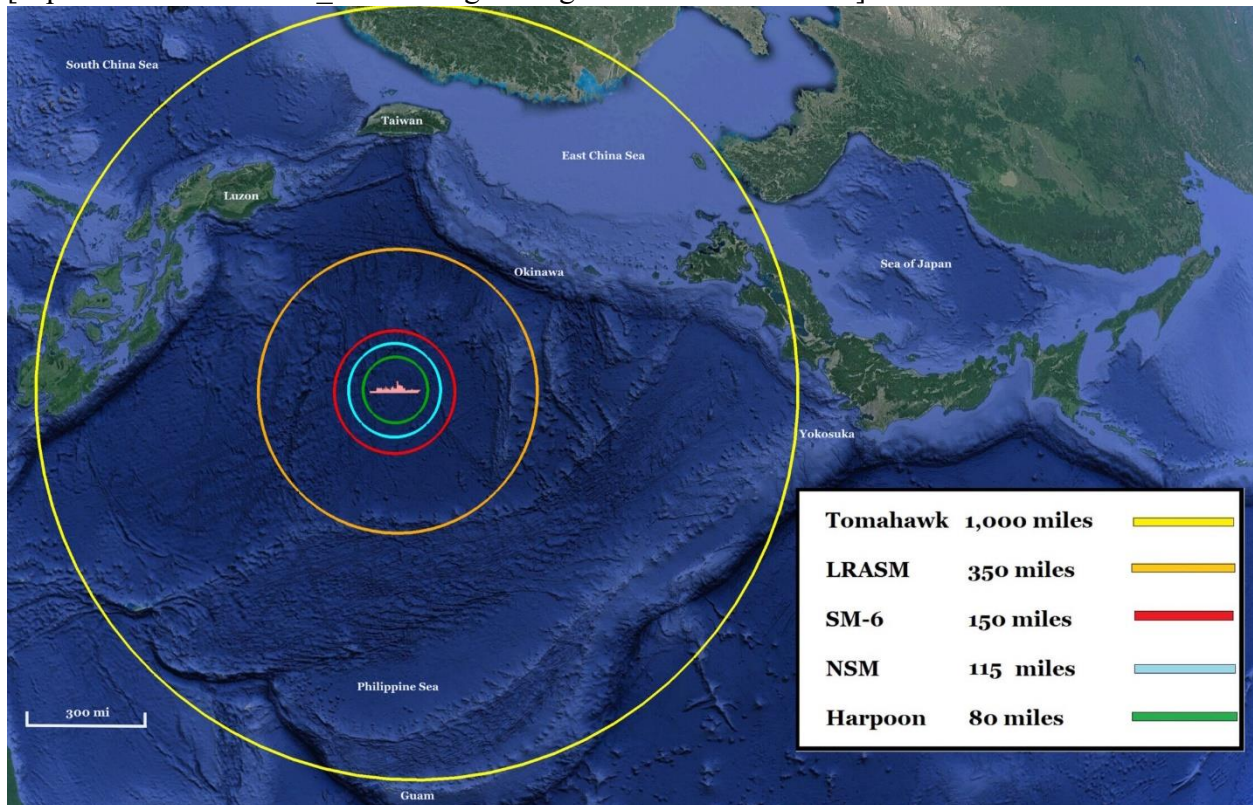 South China Sea
Taiwan
East China Sea
Luzon
Okinawa
Sea of Japan
Yokosuka
Tomahawk 1,000 miles
LRASM 350 miles
SM-6 150 miles
NSM 115 miles
Harpoon 80 miles
Philippine Sea
300 mi
Guam